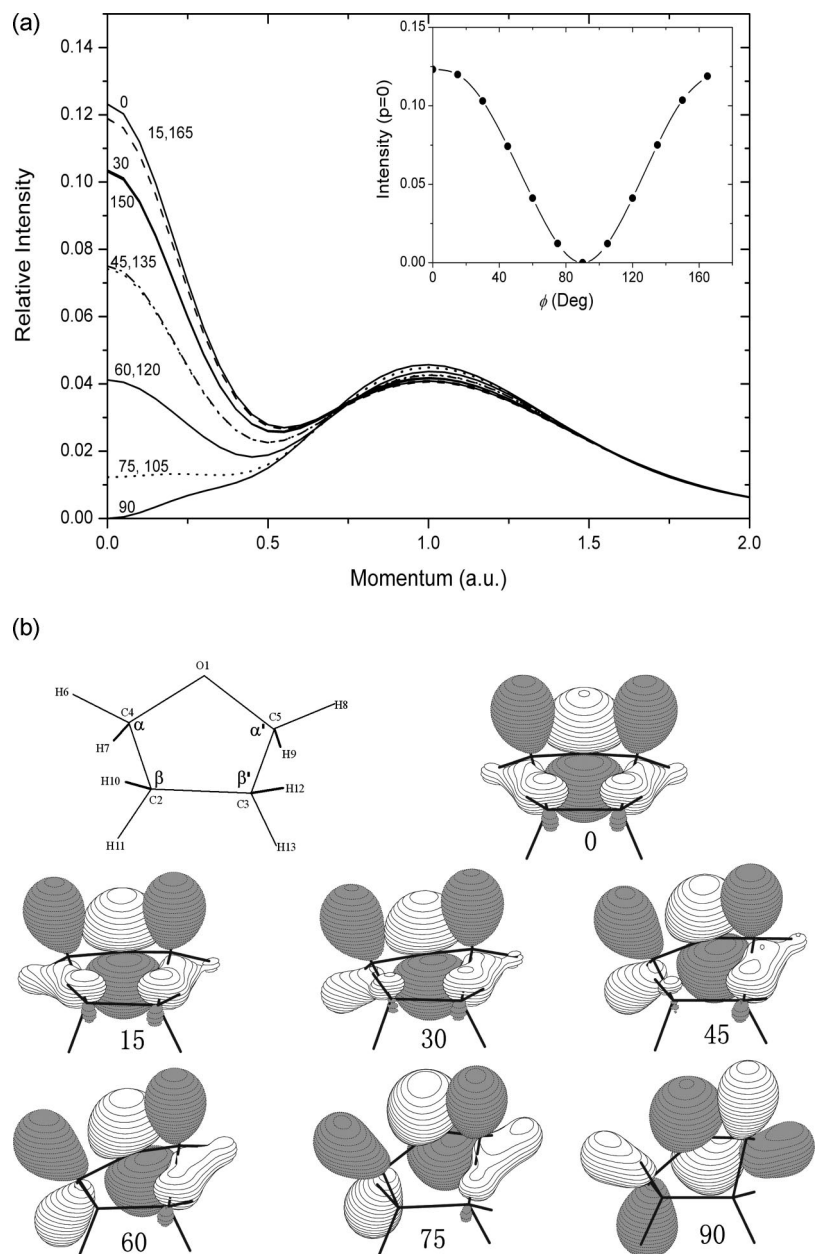 (a)
0.14
0.12
0.10
0.08
0.06
0.04
0.02
0.00
Relative Intensity
0
15,165
30
150
45,135
60,120
75, 105
90
0.0 0.5 1.0 1.5 2.0
Momentum (a.u.)
0.15
0.10
0.05
0.00
Intensity (p=0)
0 40 80 120 160
ϕ (Deg)
(b)
O1
H6 C4 C5 H8
α α'
H7 H9
H10 β β' H12
C2 C3
H11 H13
0
15 30 45
60 75 90